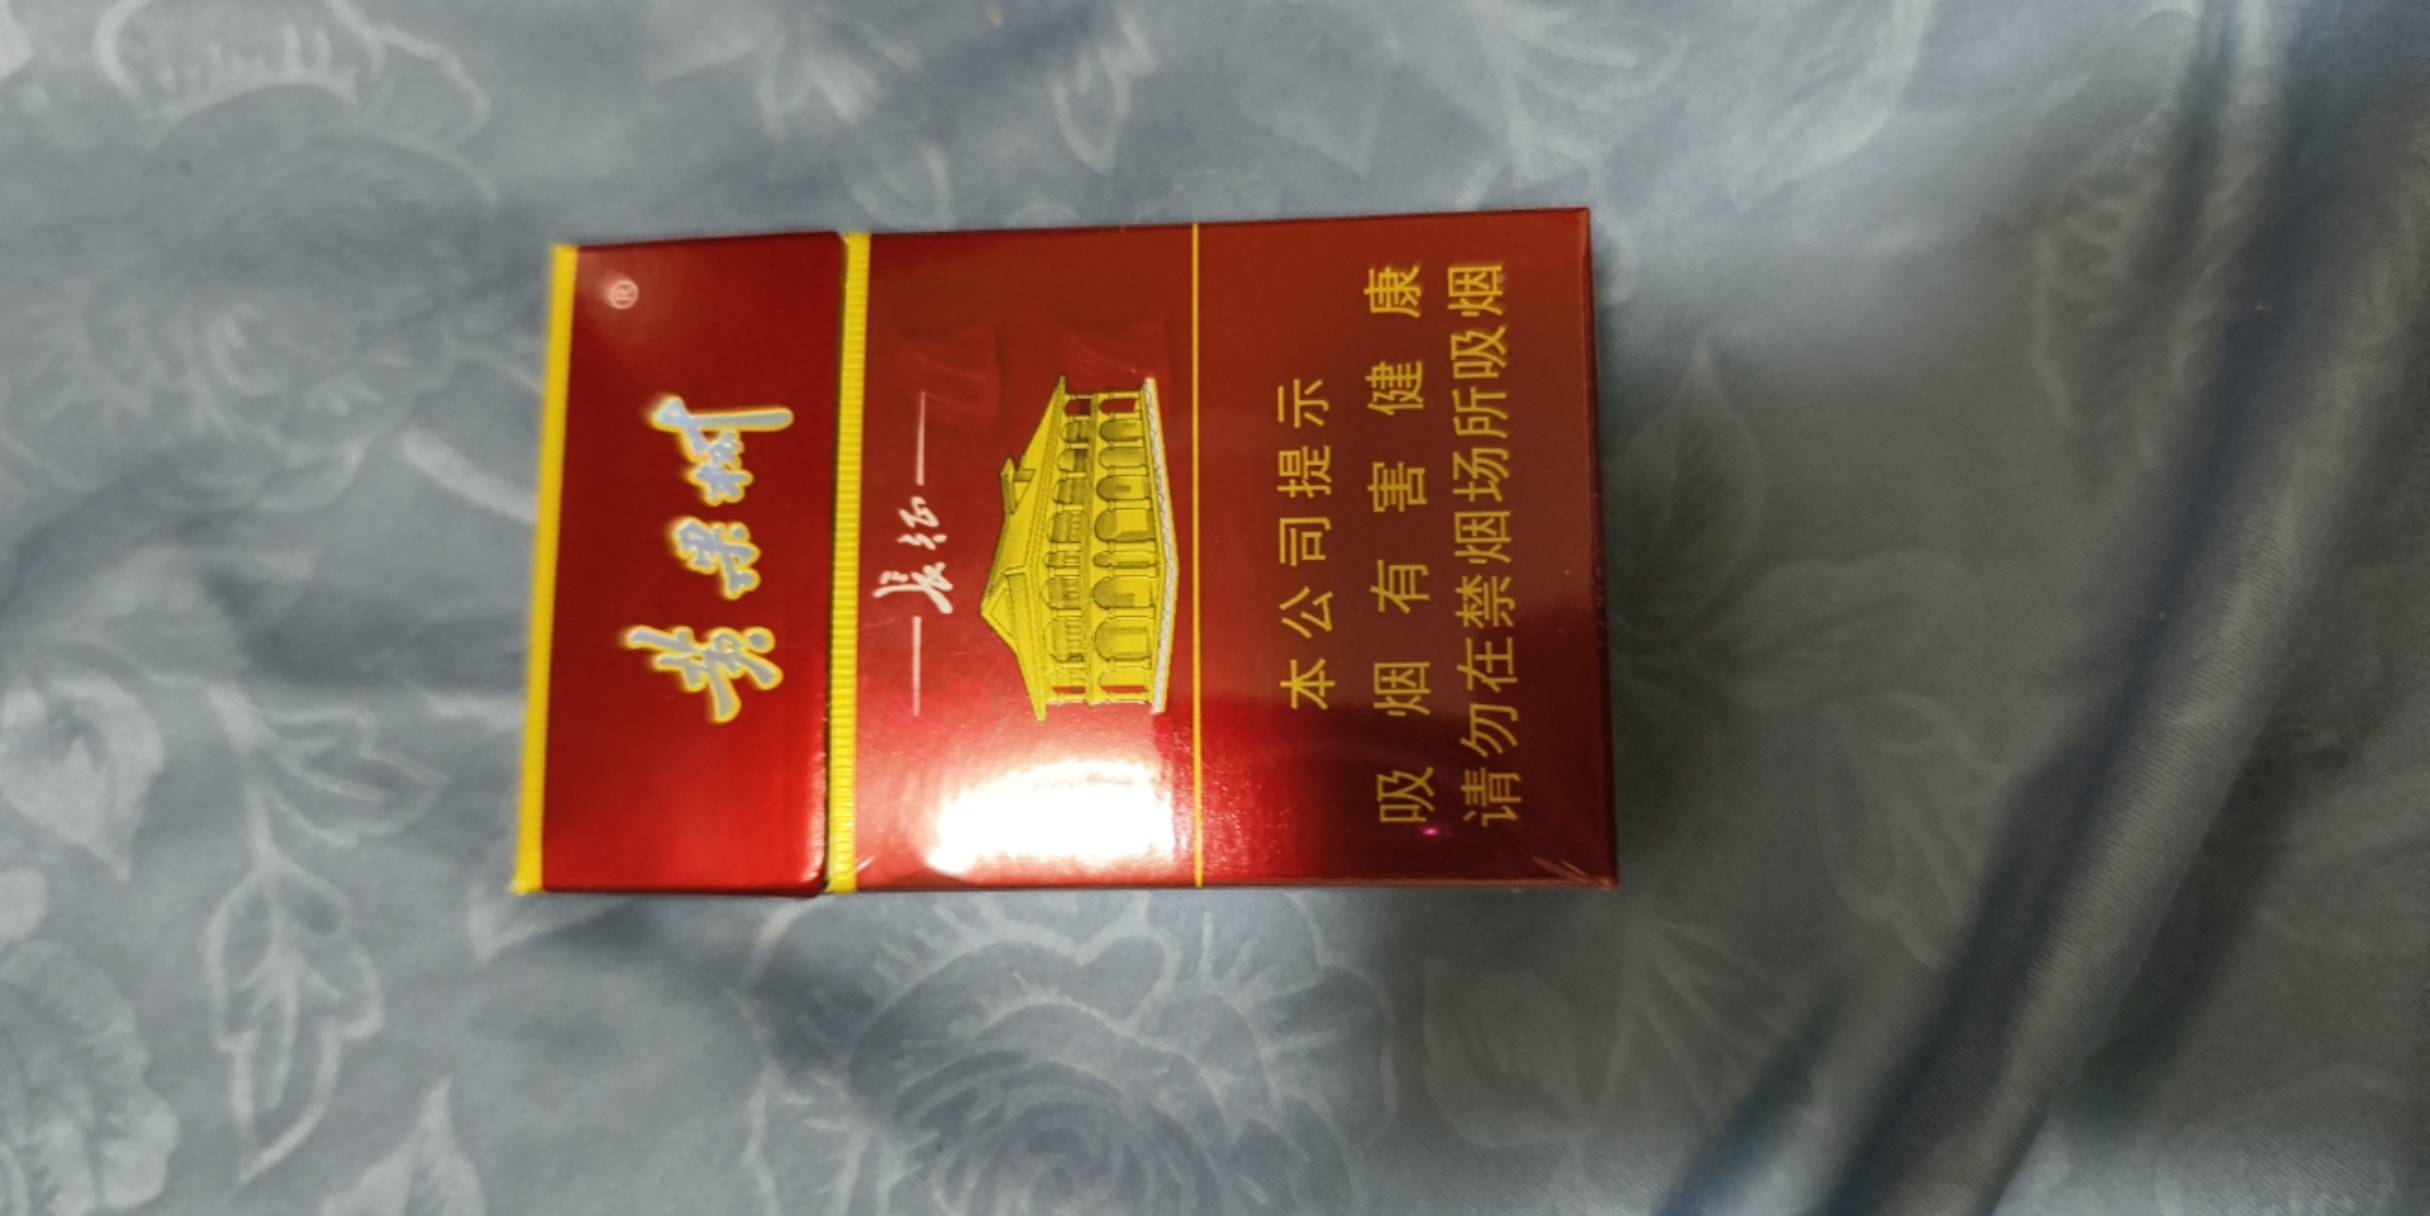 黄果树
®
长征
本公司提示
吸烟有害健康
请勿在禁烟场所吸烟